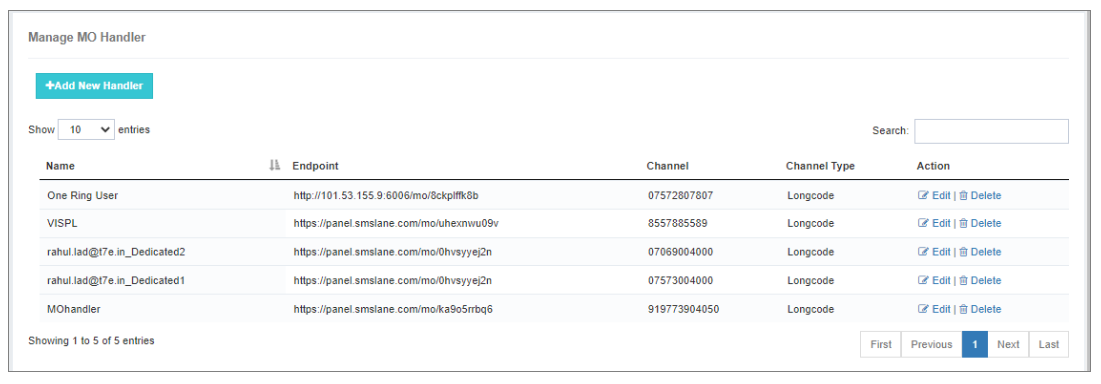 Manage MO Handler
+Add New Handler
Show 10 entries
Search:
Name Endpoint Channel Channel Type Action
One Ring User http://101.53.155.9:6006/mo/8ckplffk8b 07572807807 Longcode Edit | Delete
VISPL https://panel.smslane.com/mo/uhexnwu09v 8557885589 Longcode Edit | Delete
rahul.lad@t7e.in_Dedicated2 https://panel.smslane.com/mo/0hvsyyej2n 07069004000 Longcode Edit | Delete
rahul.lad@t7e.in_Dedicated1 https://panel.smslane.com/mo/0hvsyyej2n 07573004000 Longcode Edit | Delete
MOhandler https://panel.smslane.com/mo/ka9o5rrbq6 919773904050 Longcode Edit | Delete
Showing 1 to 5 of 5 entries
First Previous 1 Next Last